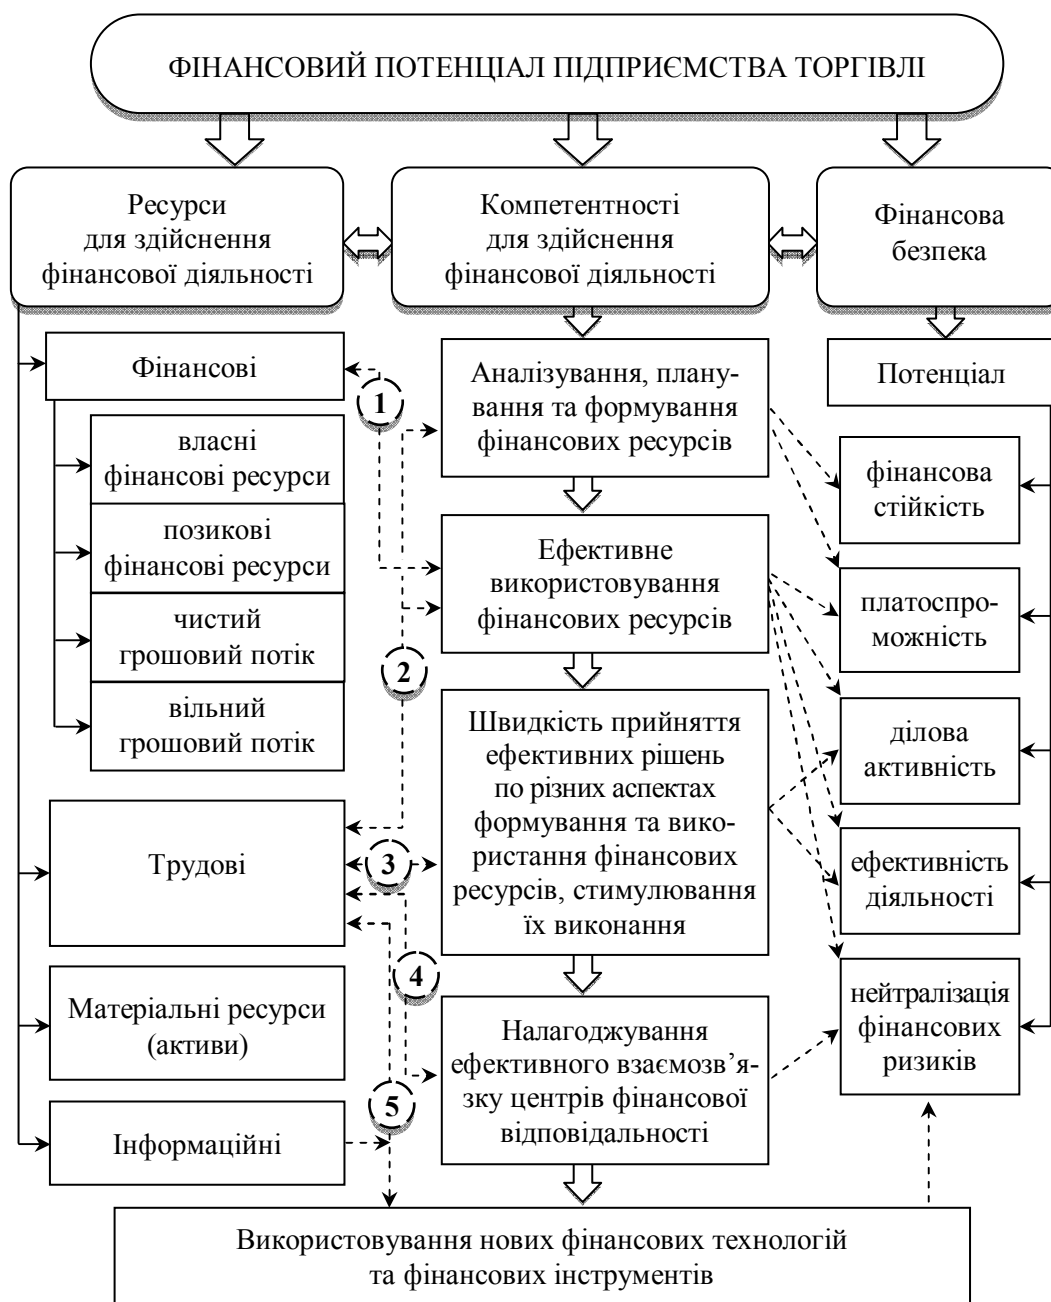 ФІНАНСОВИЙ ПОТЕНЦІАЛ ПІДПРИЄМСТВА ТОРГІВЛІ
Ресурси
для здійснення
фінансової діяльності
Компетентності
для здійснення
фінансової діяльності
Фінансова
безпека
Фінансові
власні
фінансові ресурси
позикові
фінансові ресурси
чистий
грошовий потік
вільний
грошовий потік
Трудові
Матеріальні ресурси
(активи)
Інформаційні
1
2
3
4
5
Аналізування, плану-
вання та формування
фінансових ресурсів
Ефективне
використовування
фінансових ресурсів
Швидкість прийняття
ефективних рішень
по різних аспектах
формування та вико-
ристання фінансових
ресурсів, стимулювання
їх виконання
Налагоджування
ефективного взаємозв’я-
зку центрів фінансової
відповідальності
Потенціал
фінансова
стійкість
платоспро-
можність
ділова
активність
ефективність
діяльності
нейтралізація
фінансових
ризиків
Використовування нових фінансових технологій
та фінансових інструментів